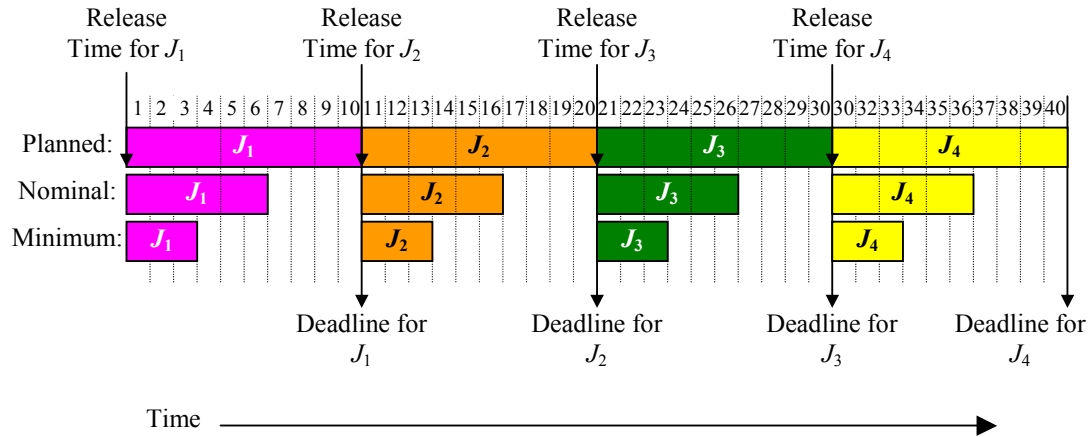 Release Time for J1
Release Time for J2
Release Time for J3
Release Time for J4
1 2 3 4 5 6 7 8 9 10 11 12 13 14 15 16 17 18 19 20 21 22 23 24 25 26 27 28 29 30 30 32 33 34 35 36 37 38 39 40
Planned: J1 J2 J3 J4
Nominal: J1 J2 J3 J4
Minimum: J1 J2 J3 J4
Deadline for J1
Deadline for J2
Deadline for J3
Deadline for J4
Time